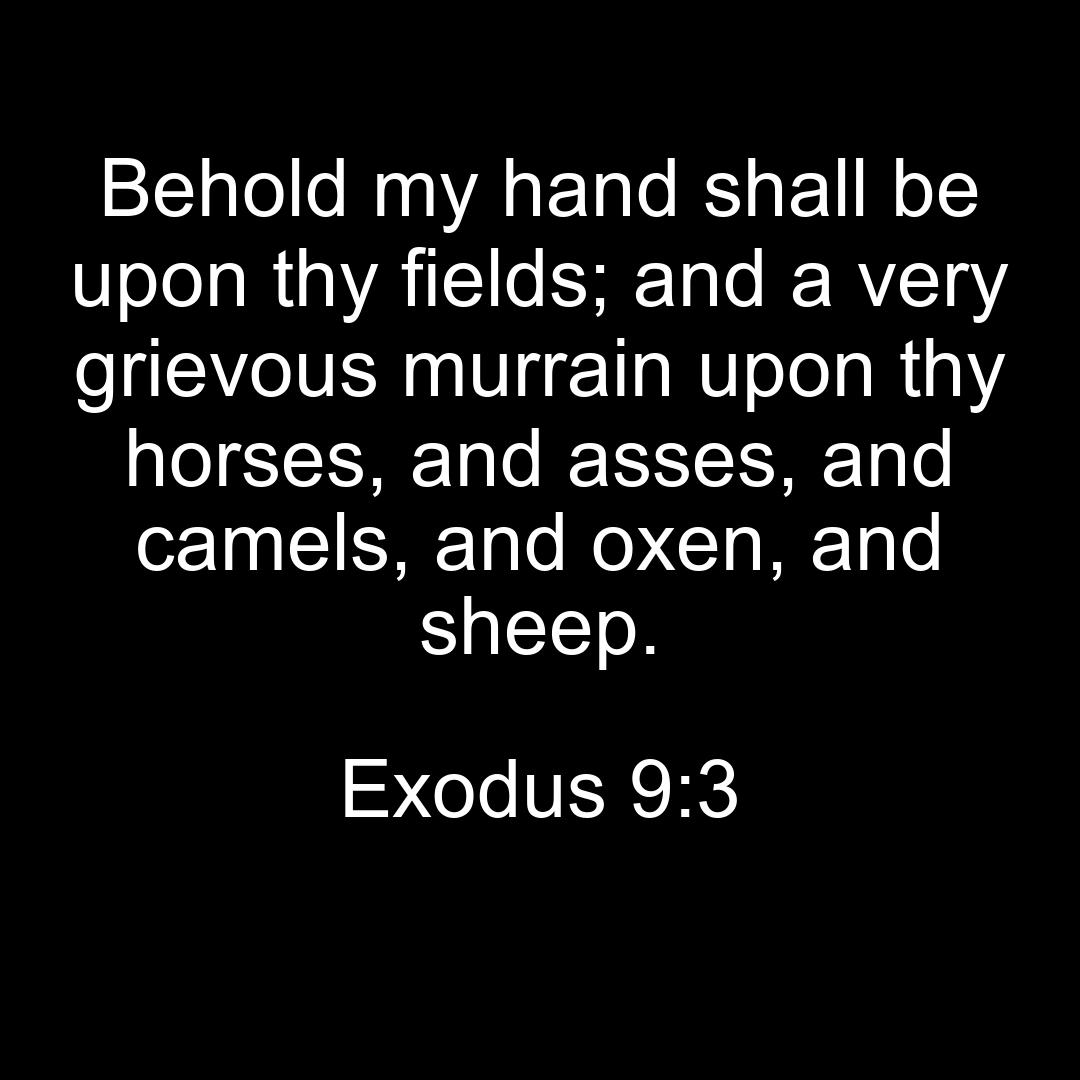 Behold my hand shall be
upon thy fields; and a very
grievous murrain upon thy
horses, and asses, and
camels, and oxen, and
sheep.
Exodus 9:3